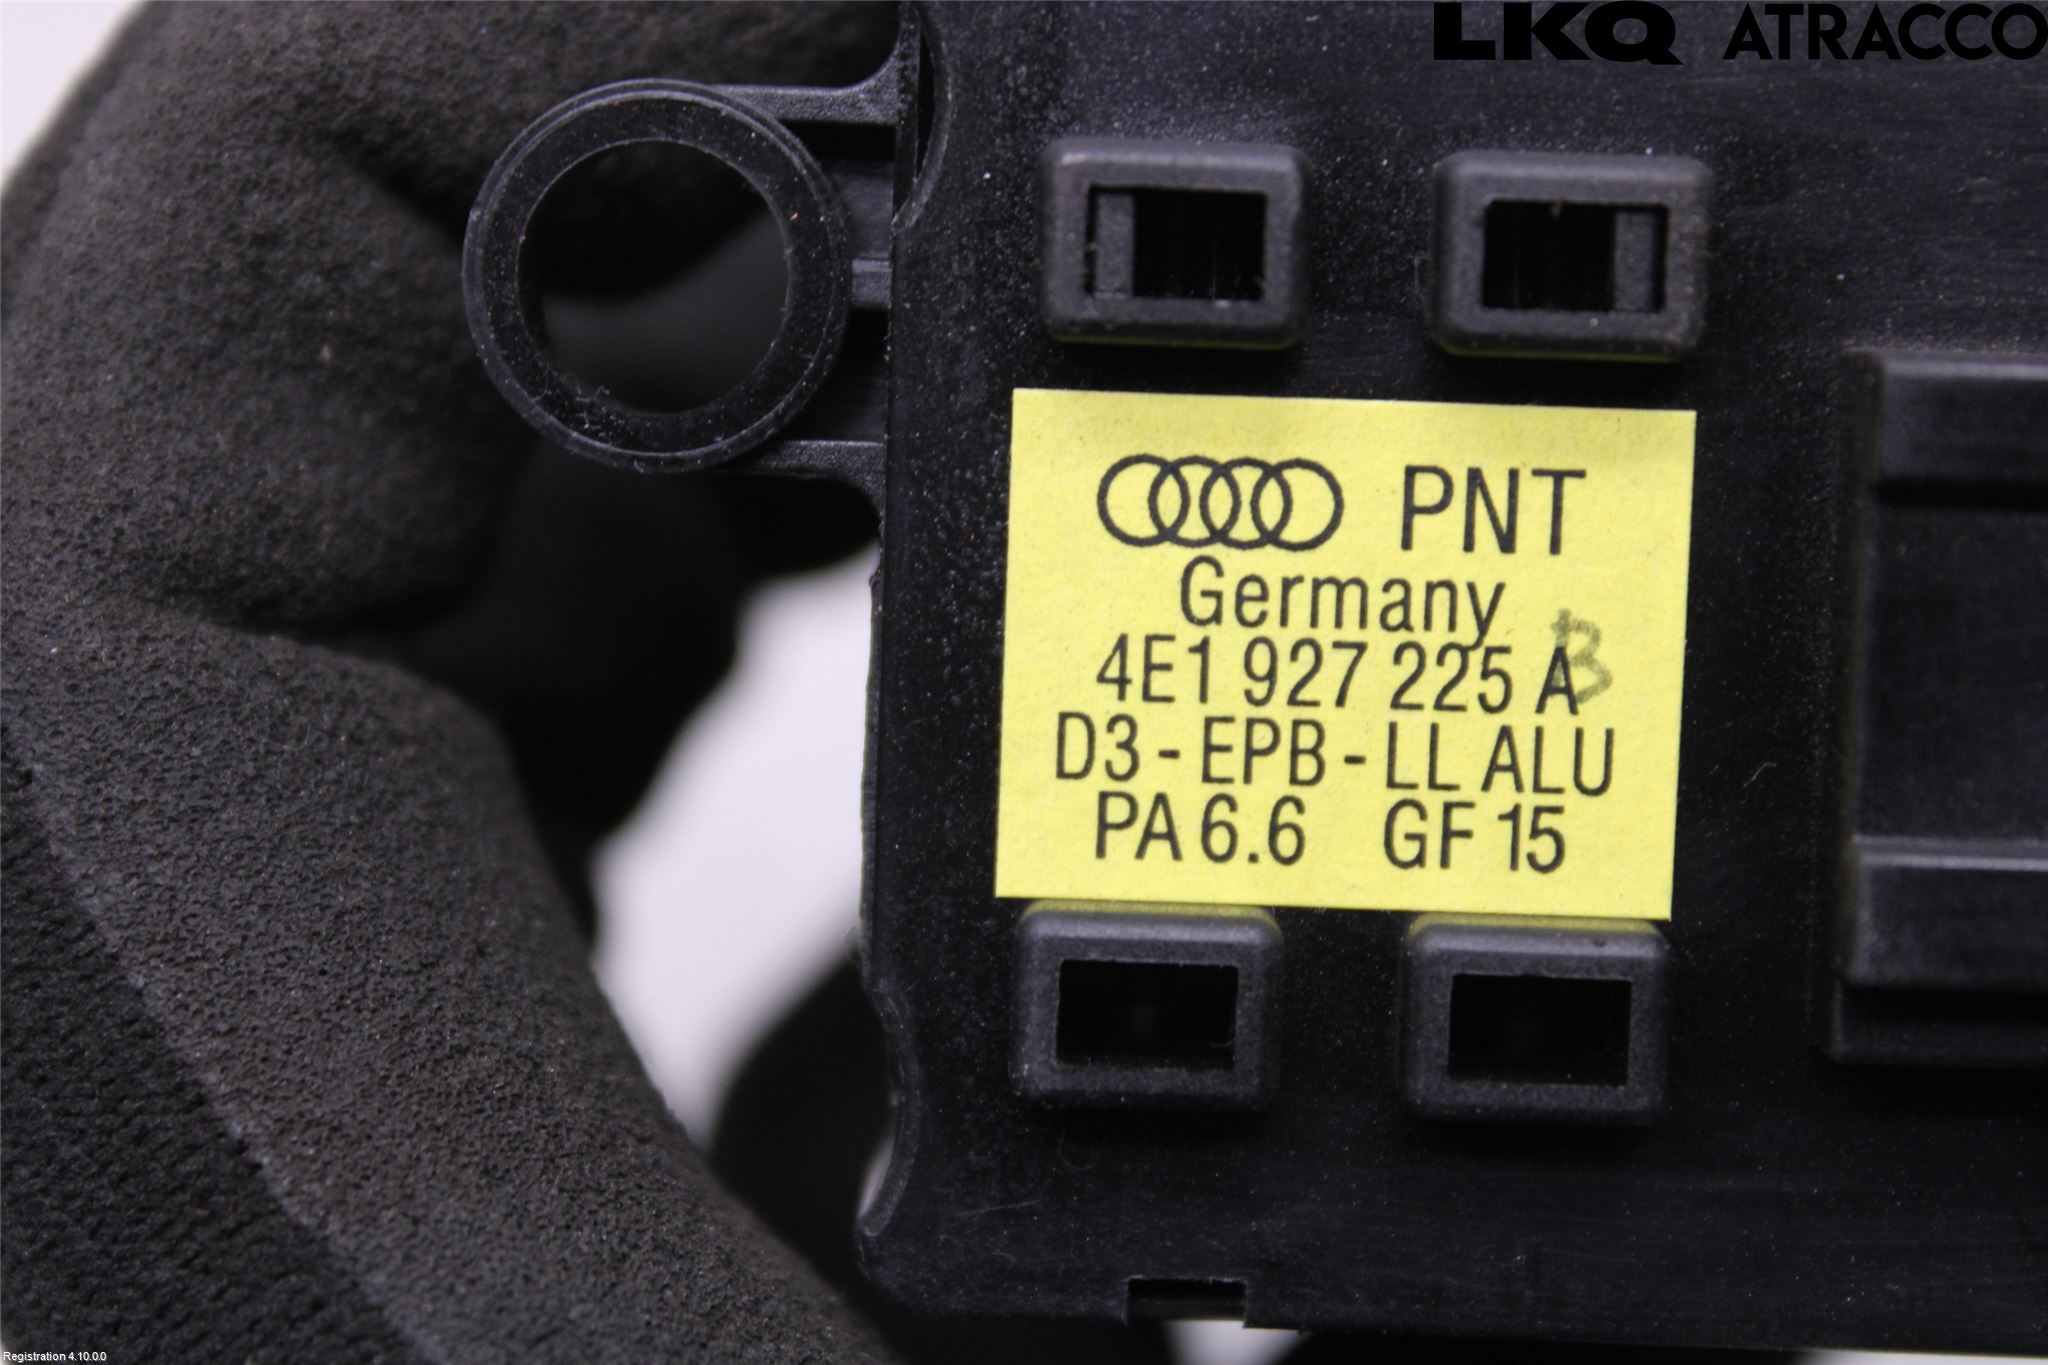 LKQ ATRACCO
PNT
Germany
4E1 927 225 A B
D3 - EPB - LL ALU
PA 6.6 GF 15
Registration 4.10.0.0